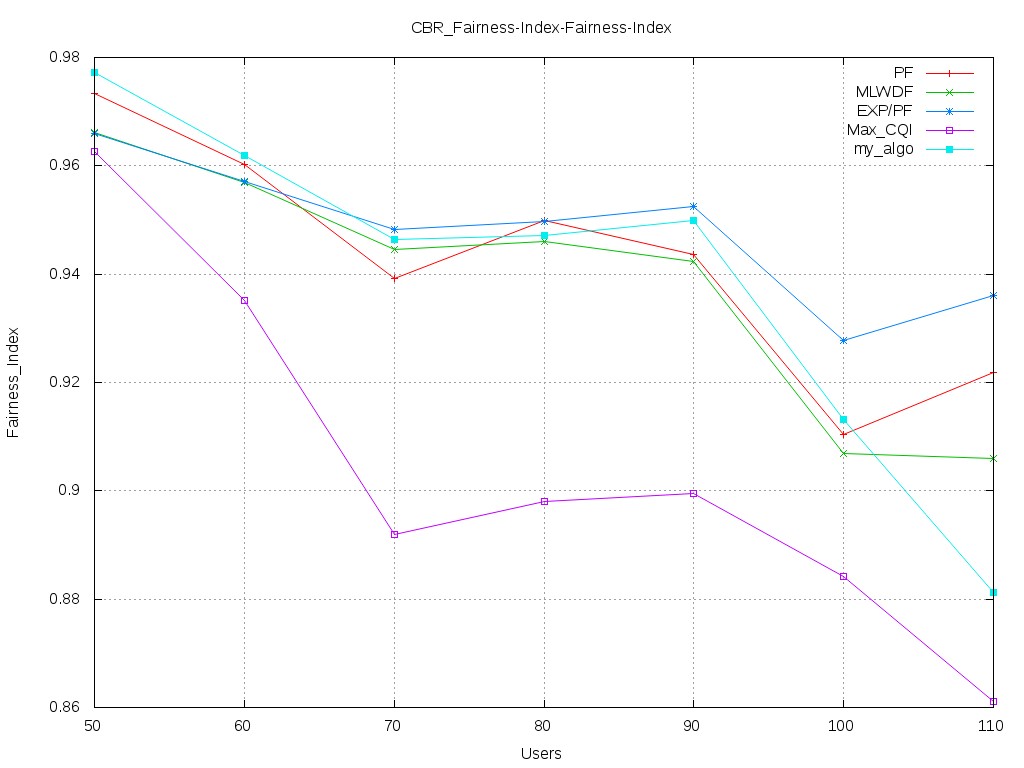 CBR_Fairness-Index-Fairness-Index
0.98
0.96
0.94
0.92
0.9
0.88
0.86
50
60
70
80
90
100
110
Fairness_Index
Users
PF
MLWDF
EXP/PF
Max_CQI
my_algo